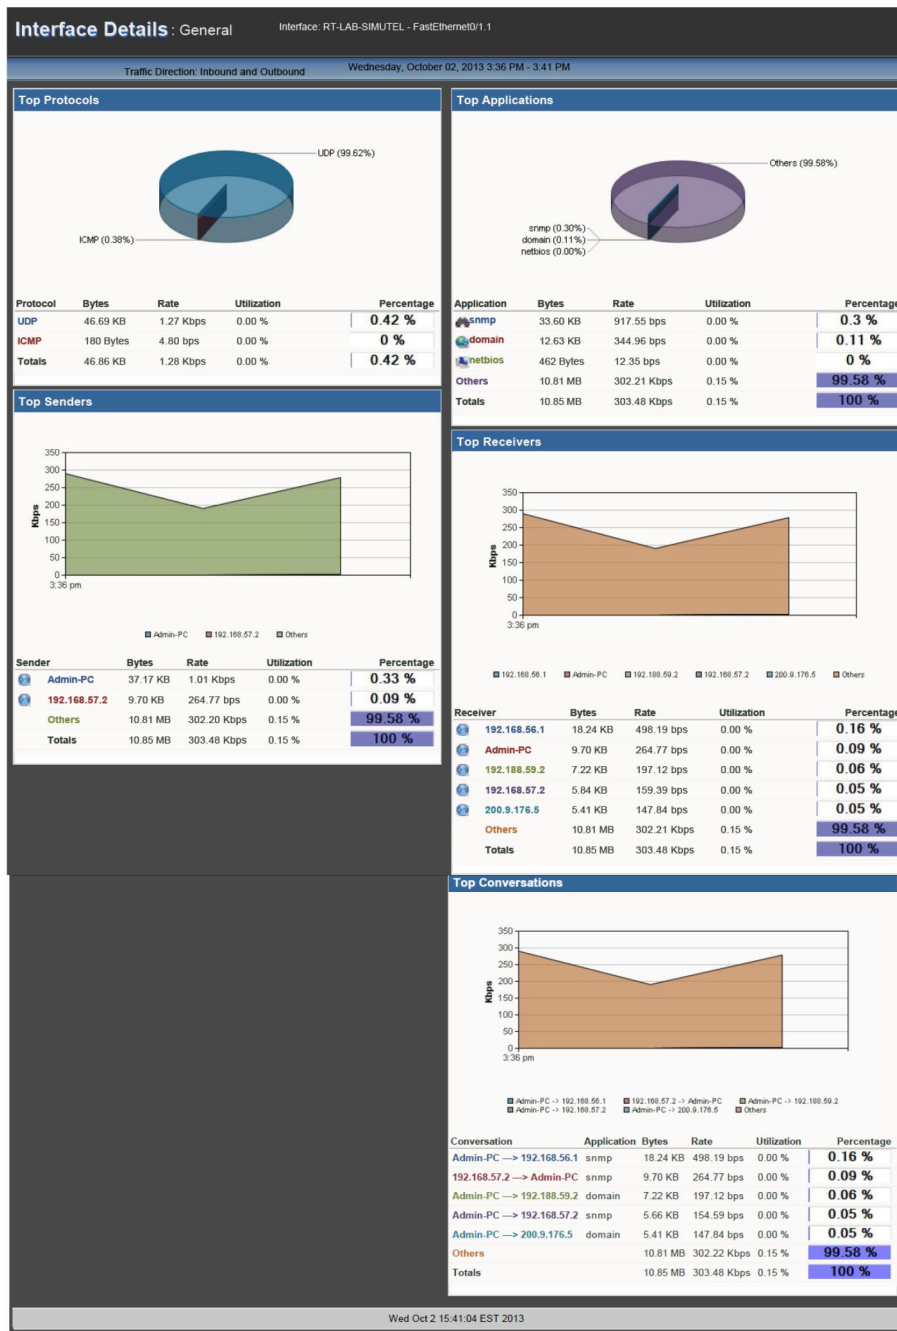 Interface Details : General
Interface: RT-LAB-SIMUTEL - FastEthernet0/1.1
Traffic Direction: Inbound and Outbound
Wednesday, October 02, 2013 3:36 PM - 3:41 PM
Top Protocols
UDP (99.62%)
ICMP (0.38%)
Protocol Bytes Rate Utilization Percentage
UDP 46.69 KB 1.27 Kbps 0.00 % 0.42 %
ICMP 180 Bytes 4.80 bps 0.00 % 0 %
Totals 46.86 KB 1.28 Kbps 0.00 % 0.42 %
Top Applications
Others (99.58%)
snmp (0.30%)
domain (0.11%)
netbios (0.00%)
Application Bytes Rate Utilization Percentage
snmp 33.60 KB 917.55 bps 0.00 % 0.3 %
domain 12.63 KB 344.96 bps 0.00 % 0.11 %
netbios 462 Bytes 12.35 bps 0.00 % 0 %
Others 10.81 MB 302.21 Kbps 0.15 % 99.58 %
Totals 10.85 MB 303.48 Kbps 0.15 % 100 %
Top Senders
350
300
250
200
150
100
50
0
Kbps
3:36 pm
Admin-PC 192.168.57.2 Others
Sender Bytes Rate Utilization Percentage
Admin-PC 37.17 KB 1.01 Kbps 0.00 % 0.33 %
192.168.57.2 9.70 KB 264.77 bps 0.00 % 0.09 %
Others 10.81 MB 302.20 Kbps 0.15 % 99.58 %
Totals 10.85 MB 303.48 Kbps 0.15 % 100 %
Top Receivers
350
300
250
200
150
100
50
0
Kbps
3:36 pm
192.168.56.1 Admin-PC 192.188.59.2 192.168.57.2 200.9.176.5 Others
Receiver Bytes Rate Utilization Percentage
192.168.56.1 18.24 KB 498.19 bps 0.00 % 0.16 %
Admin-PC 9.70 KB 264.77 bps 0.00 % 0.09 %
192.188.59.2 7.22 KB 197.12 bps 0.00 % 0.06 %
192.168.57.2 5.84 KB 159.39 bps 0.00 % 0.05 %
200.9.176.5 5.41 KB 147.84 bps 0.00 % 0.05 %
Others 10.81 MB 302.21 Kbps 0.15 % 99.58 %
Totals 10.85 MB 303.48 Kbps 0.15 % 100 %
Top Conversations
350
300
250
200
150
100
50
0
Kbps
3:36 pm
Admin-PC -> 192.168.56.1 192.168.57.2 -> Admin-PC Admin-PC -> 192.188.59.2
Admin-PC -> 192.168.57.2 Admin-PC -> 200.9.176.5 Others
Conversation Application Bytes Rate Utilization Percentage
Admin-PC —> 192.168.56.1 snmp 18.24 KB 498.19 bps 0.00 % 0.16 %
192.168.57.2 —> Admin-PC snmp 9.70 KB 264.77 bps 0.00 % 0.09 %
Admin-PC —> 192.188.59.2 domain 7.22 KB 197.12 bps 0.00 % 0.06 %
Admin-PC —> 192.168.57.2 snmp 5.66 KB 154.59 bps 0.00 % 0.05 %
Admin-PC —> 200.9.176.5 domain 5.41 KB 147.84 bps 0.00 % 0.05 %
Others 10.81 MB 302.22 Kbps 0.15 % 99.58 %
Totals 10.85 MB 303.48 Kbps 0.15 % 100 %
Wed Oct 2 15:41:04 EST 2013